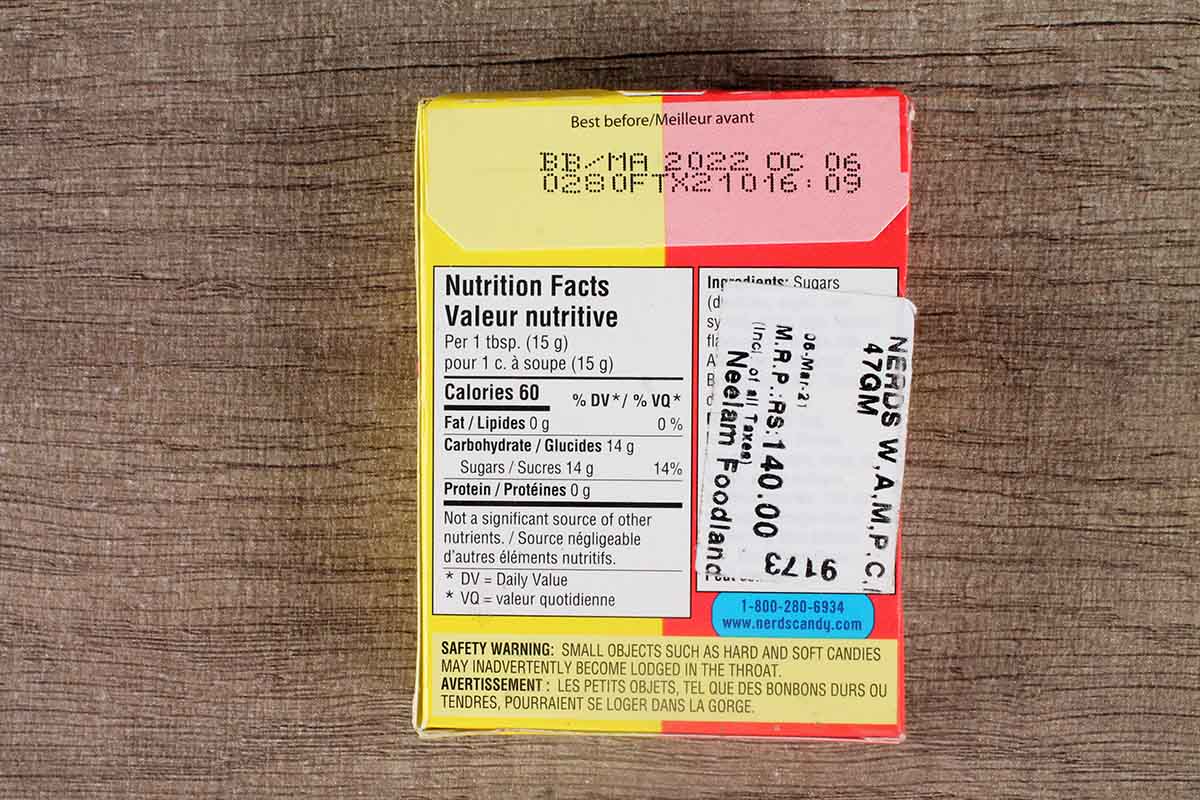 Best before/Meilleur avant
BB/MA 2022 OC 06
0280FTX21016:09
Nutrition Facts
Valeur nutritive
Per 1 tbsp. (15 g)
pour 1 c. à soupe (15 g)
Calories 60
% DV*/ % VQ*
Fat / Lipides 0 g 0 %
Carbohydrate / Glucides 14 g
Sugars / Sucres 14 g 14%
Protein / Protéines 0 g
Not a significant source of other
nutrients. / Source négligeable
d'autres éléments nutritifs.
* DV = Daily Value
* VQ = valeur quotidienne
Ingredients: Sugars
NERDS W,A,M,P.C,
47GM
08-Mar-21
M.R.P.:RS:140.00
(Incl. of all Taxes)
Neelam Foodland
9173
1-800-280-6934
www.nerdscandy.com
SAFETY WARNING: SMALL OBJECTS SUCH AS HARD AND SOFT CANDIES
MAY INADVERTENTLY BECOME LODGED IN THE THROAT.
AVERTISSEMENT : LES PETITS OBJETS, TEL QUE DES BONBONS DURS OU
TENDRES, POURRAIENT SE LOGER DANS LA GORGE.